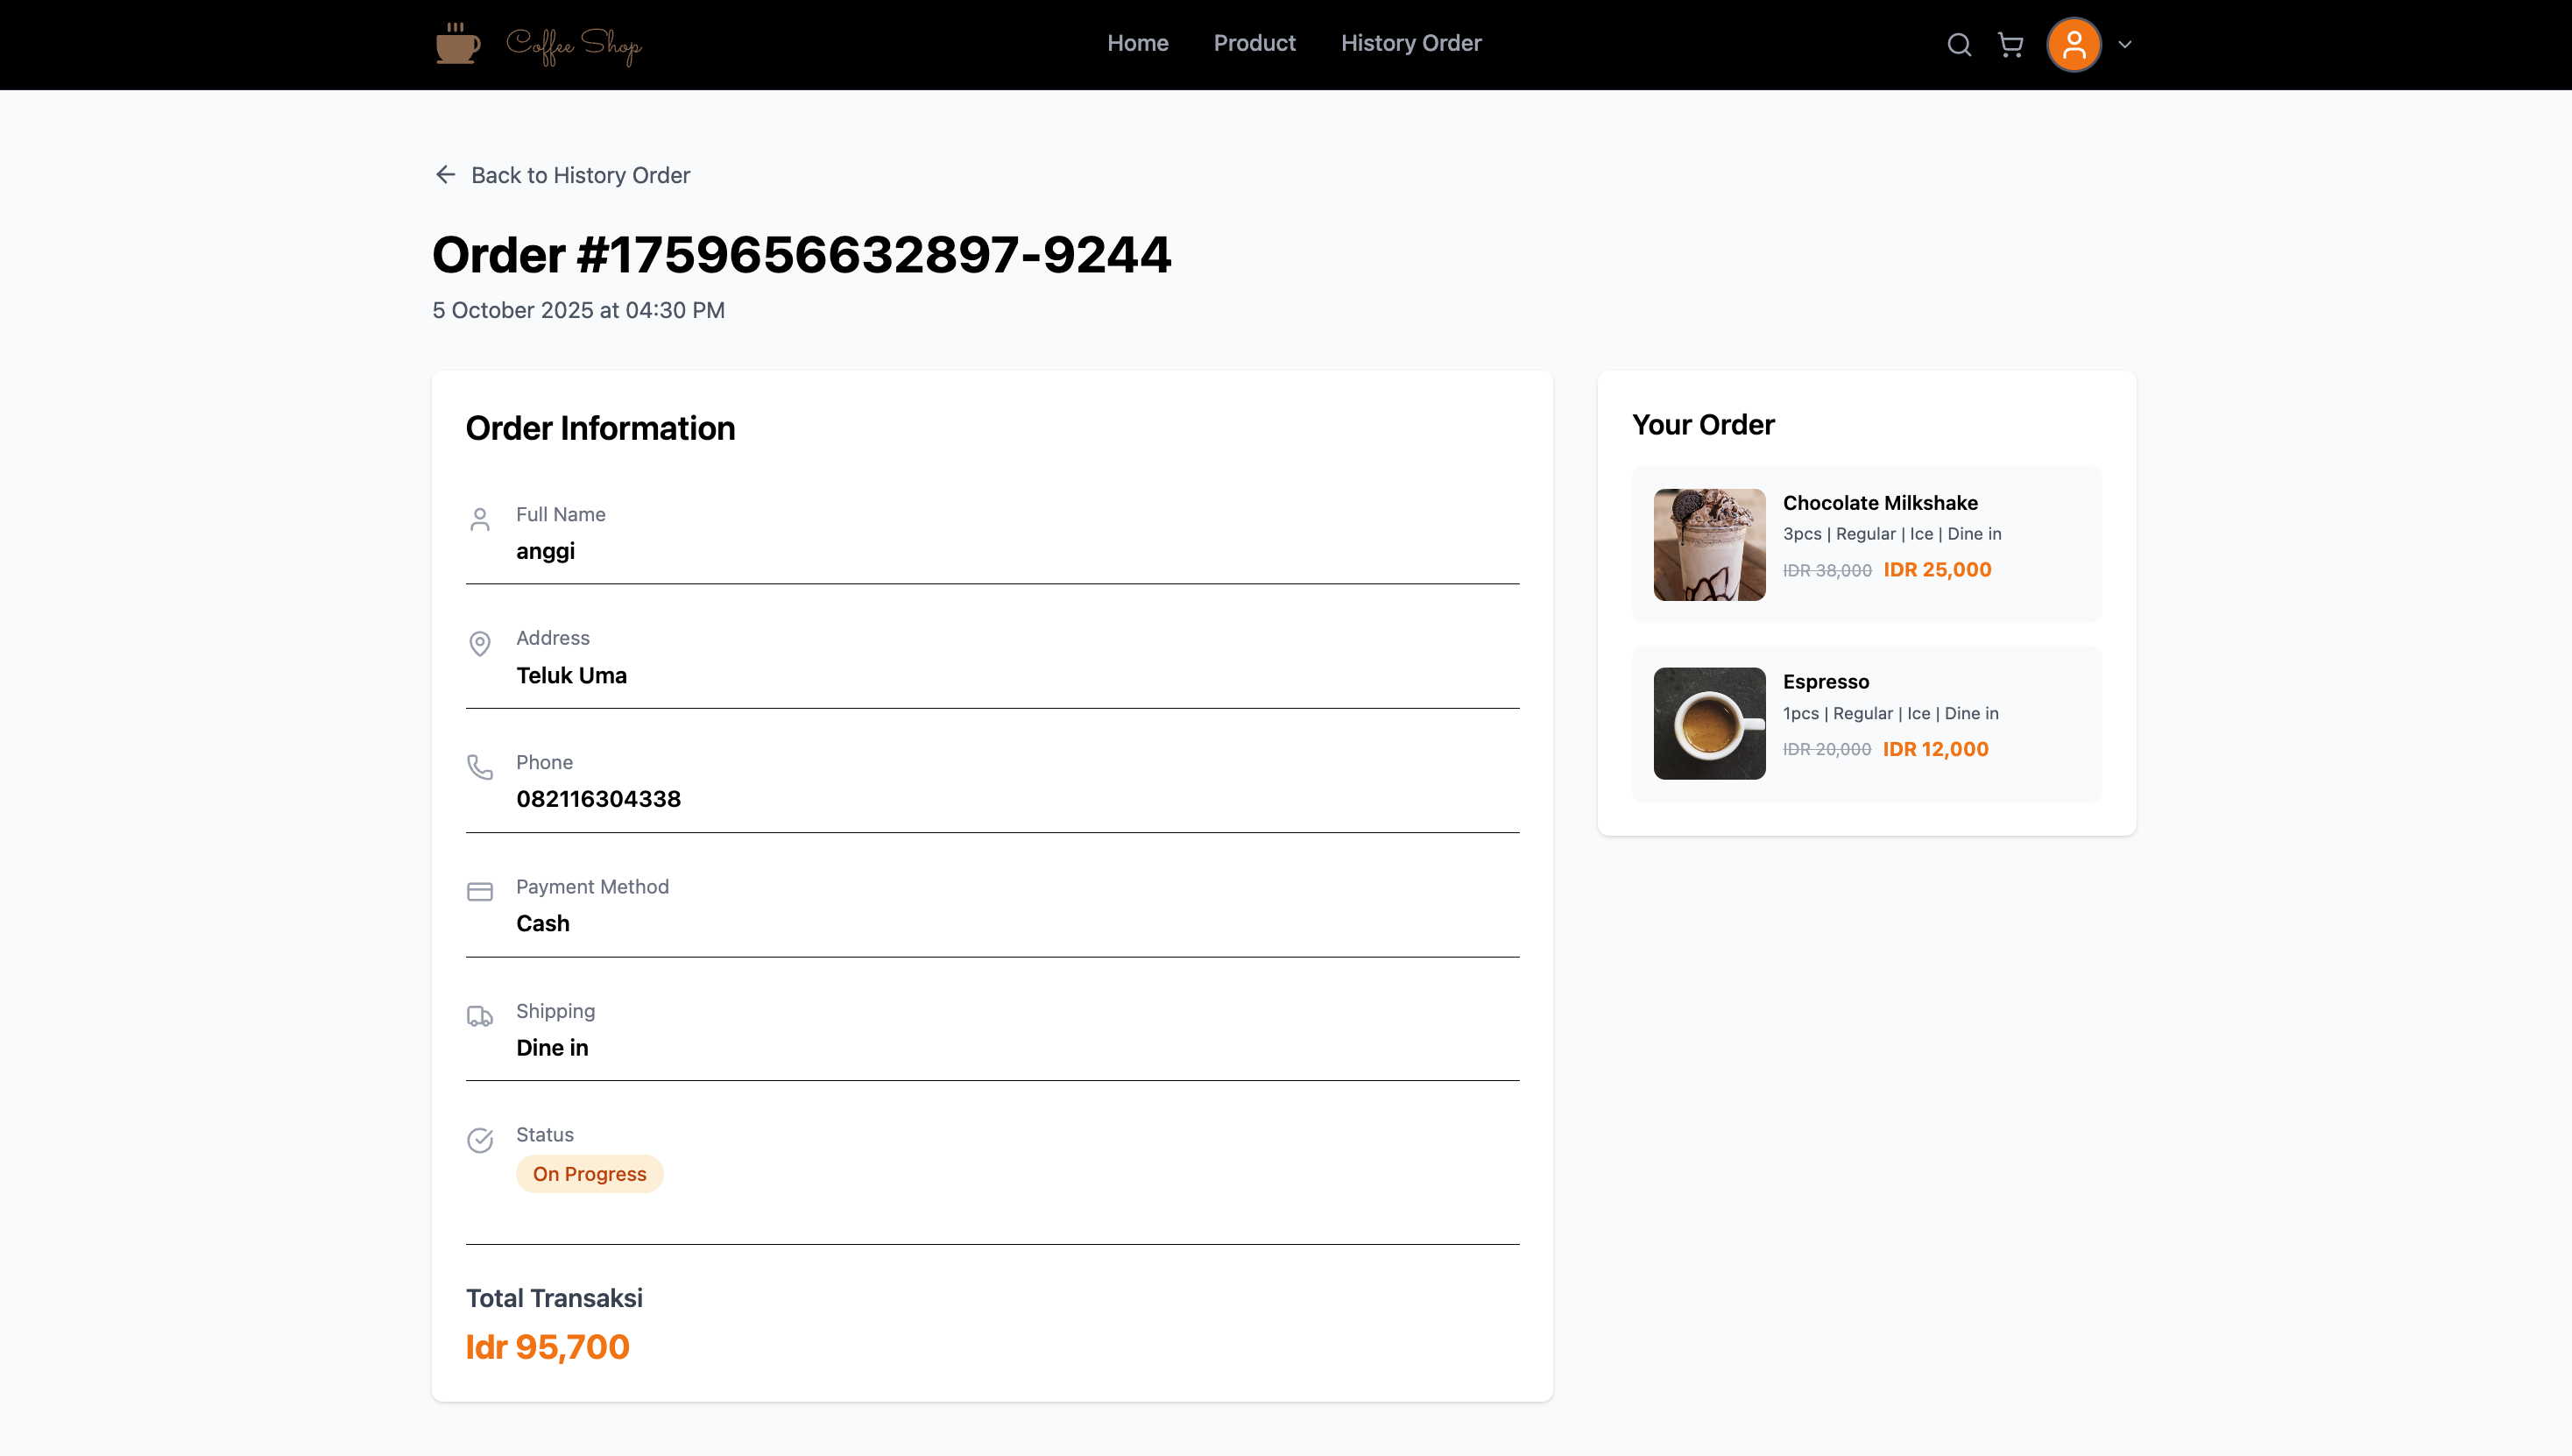 Coffee Shop
Home
Product
History Order
Back to History Order
Order #1759656632897-9244
5 October 2025 at 04:30 PM
Order Information
Full Name
anggi
Address
Teluk Uma
Phone
082116304338
Payment Method
Cash
Shipping
Dine in
Status
On Progress
Total Transaksi
Idr 95,700
Your Order
Chocolate Milkshake
3pcs | Regular | Ice | Dine in
IDR 38,000 IDR 25,000
Espresso
1pcs | Regular | Ice | Dine in
IDR 20,000 IDR 12,000